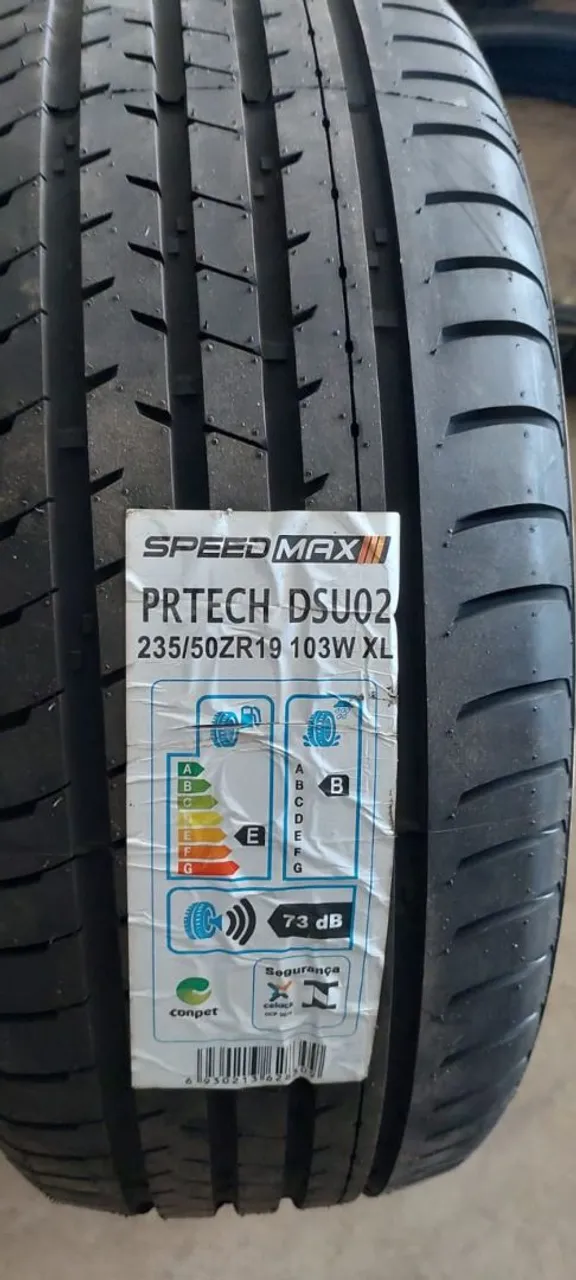 SPEEDMAX
PRTECH DSU02
235/50ZR19 103W XL
A
B
C
E
F
G
E
A
B
C
D
E
F
G
B
73 dB
conpet
Segurança